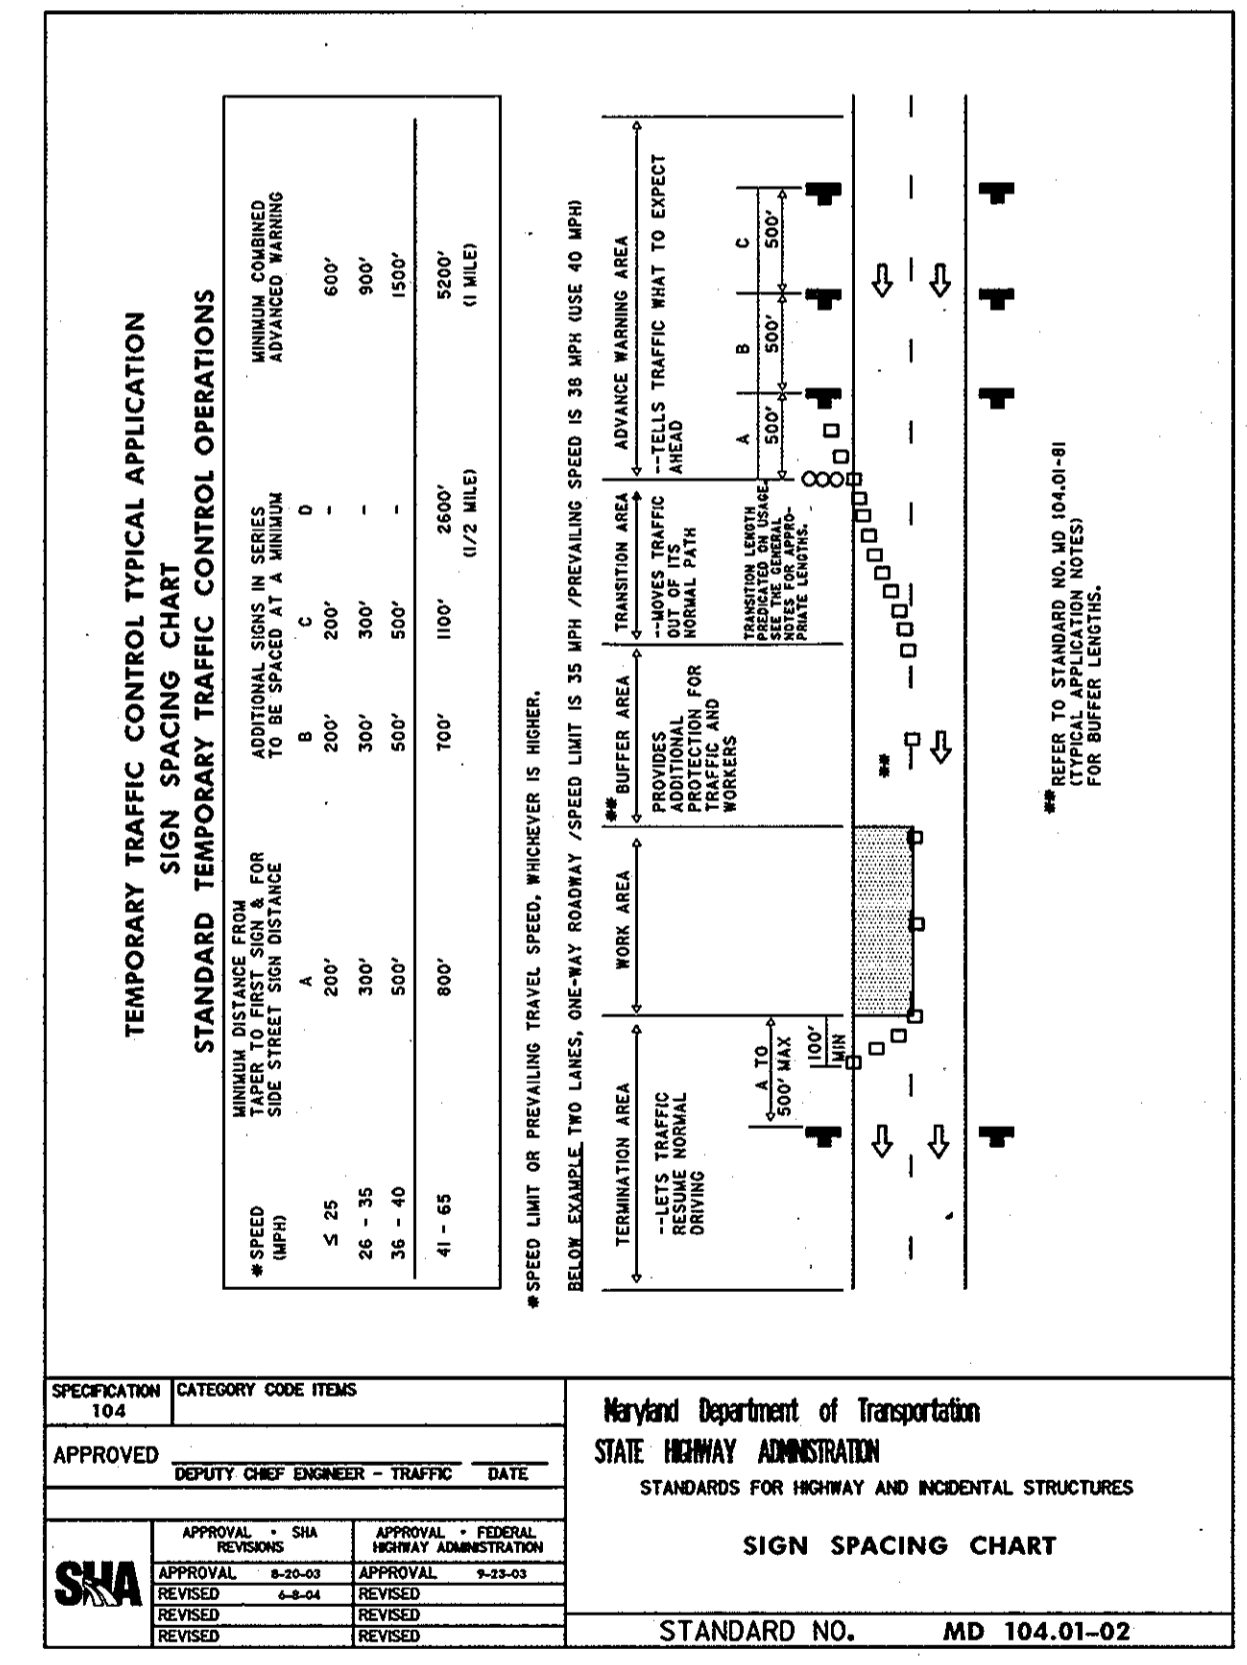 TEMPORARY TRAFFIC CONTROL TYPICAL APPLICATION
SIGN SPACING CHART
STANDARD TEMPORARY TRAFFIC CONTROL OPERATIONS
*SPEED
(MPH)
MINIMUM DISTANCE FROM
TAPER TO FIRST SIGN & FOR
SIDE STREET SIGN DISTANCE
ADDITIONAL SIGNS IN SERIES
TO BE SPACED AT A MINIMUM
MINIMUM COMBINED
ADVANCED WARNING
A B C D
≤ 25 200' 200' 200' - 600'
26 - 35 300' 300' 300' - 900'
36 - 40 500' 500' 500' - 1500'
41 - 65 800' 700' 1100' 2600' 5200'
(1/2 MILE) (1 MILE)
*SPEED LIMIT OR PREVAILING TRAVEL SPEED, WHICHEVER IS HIGHER.
BELOW EXAMPLE TWO LANES, ONE-WAY ROADWAY /SPEED LIMIT IS 35 MPH /PREVAILING SPEED IS 38 MPH (USE 40 MPH)
TERMINATION AREA
--LETS TRAFFIC
RESUME NORMAL
DRIVING
A TO
500' MAX
100'
MIN
WORK AREA
** BUFFER AREA
PROVIDES
ADDITIONAL
PROTECTION FOR
TRAFFIC AND
WORKERS
**
TRANSITION AREA
--MOVES TRAFFIC
OUT OF ITS
NORMAL PATH
TRANSITION LENGTH
PREDICATED ON USAGE.
SEE THE GENERAL
NOTES FOR APPRO-
PRIATE LENGTHS.
ADVANCE WARNING AREA
--TELLS TRAFFIC WHAT TO EXPECT
AHEAD
A B C
500' 500' 500'
**REFER TO STANDARD NO. MD 104.01-81
(TYPICAL APPLICATION NOTES)
FOR BUFFER LENGTHS.
SPECIFICATION
104
CATEGORY CODE ITEMS
APPROVED
DEPUTY CHIEF ENGINEER - TRAFFIC DATE
SHA
APPROVAL • SHA
REVISIONS
APPROVAL • FEDERAL
HIGHWAY ADMINISTRATION
APPROVAL 8-20-03 APPROVAL 9-23-03
REVISED 6-8-04 REVISED
REVISED REVISED
REVISED REVISED
Maryland Department of Transportation
STATE HIGHWAY ADMINISTRATION
STANDARDS FOR HIGHWAY AND INCIDENTAL STRUCTURES
SIGN SPACING CHART
STANDARD NO. MD 104.01-02